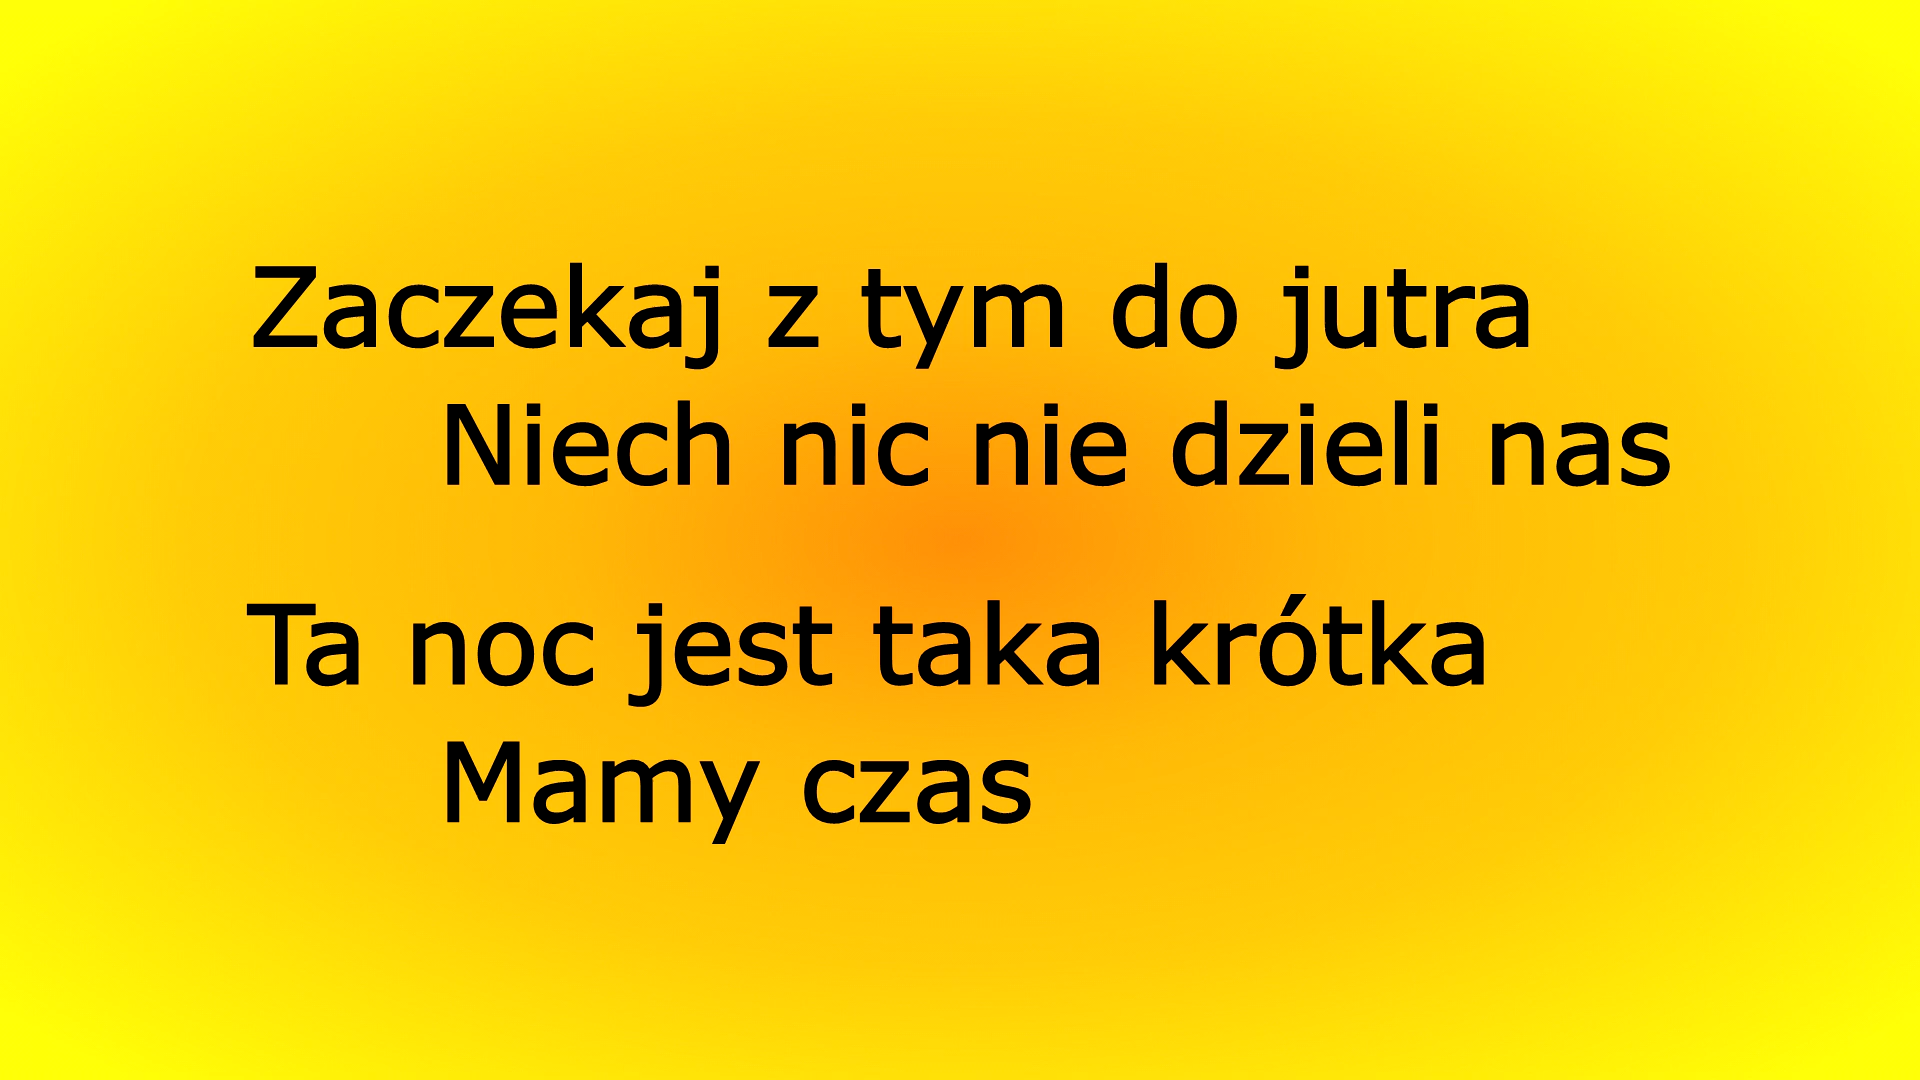 Zaczekaj z tym do jutra
Niech nic nie dzieli nas
Ta noc jest taka krótka
Mamy czas